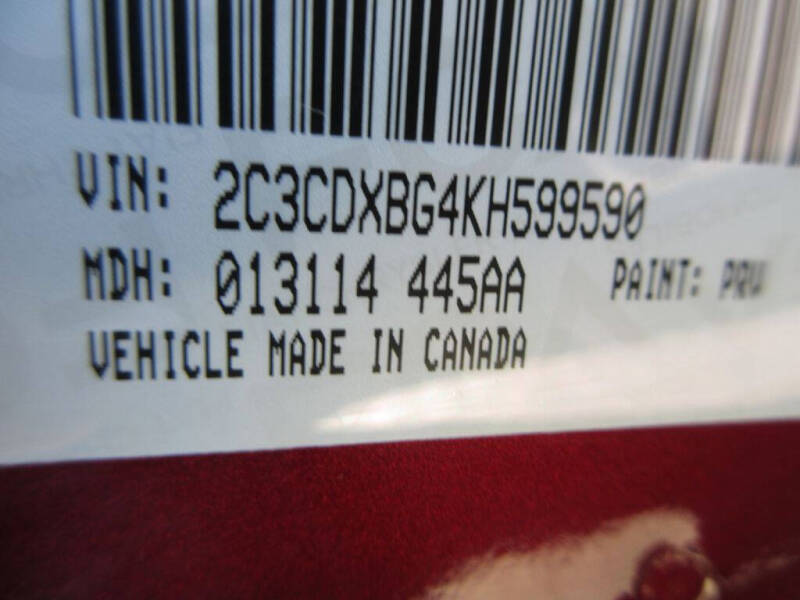 VIN: 2C3CDXBG4KH599590
MDH: 013114 445AA PAINT: PRV
VEHICLE MADE IN CANADA